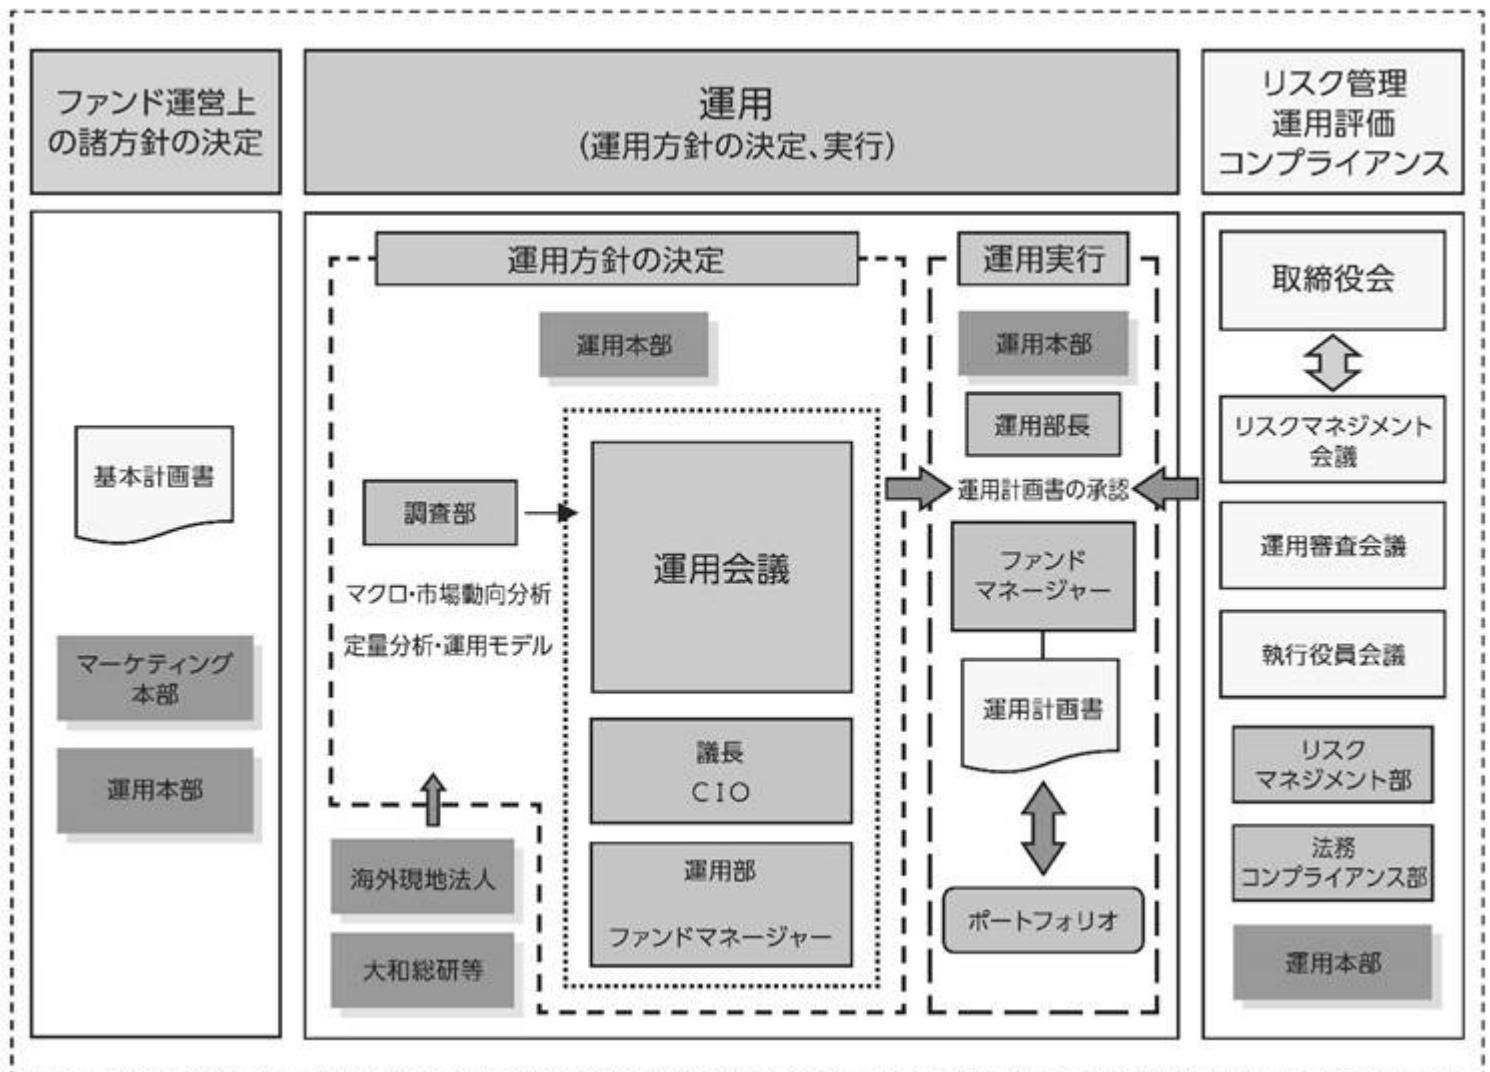 ファンド運営上
の諸方針の決定
運用
(運用方針の決定、実行)
リスク管理
運用評価
コンプライアンス
基本計画書
マーケティング
本部
運用本部
運用方針の決定
運用本部
調査部
マクロ・市場動向分析
定量分析・運用モデル
海外現地法人
大和総研等
運用会議
議長
CIO
運用部
ファンドマネージャー
運用実行
運用本部
運用部長
運用計画書の承認
ファンド
マネージャー
運用計画書
ポートフォリオ
取締役会
リスクマネジメント
会議
運用審査会議
執行役員会議
リスク
マネジメント部
法務
コンプライアンス部
運用本部